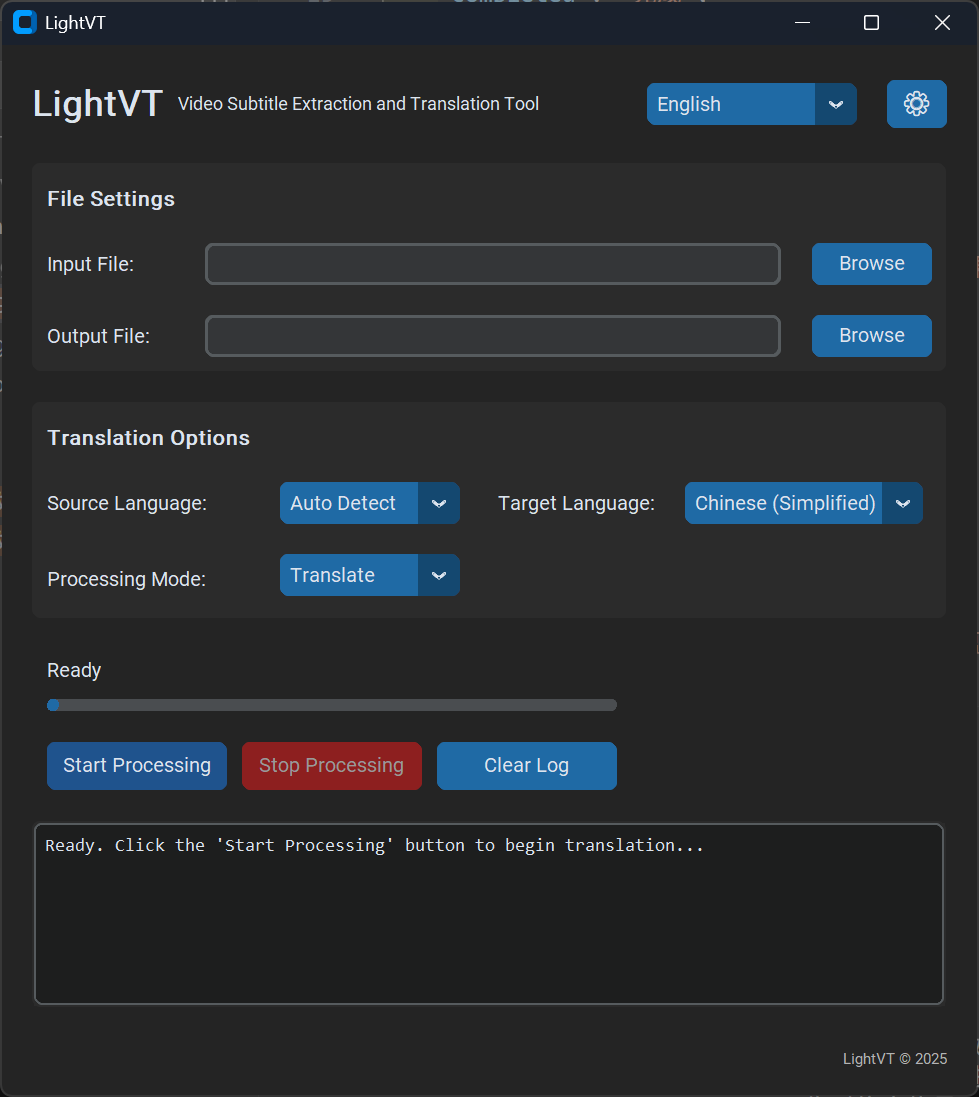 LightVT
LightVT Video Subtitle Extraction and Translation Tool English
File Settings
Input File: Browse
Output File: Browse
Translation Options
Source Language: Auto Detect Target Language: Chinese (Simplified)
Processing Mode: Translate
Ready
Start Processing Stop Processing Clear Log
Ready. Click the 'Start Processing' button to begin translation...
LightVT © 2025